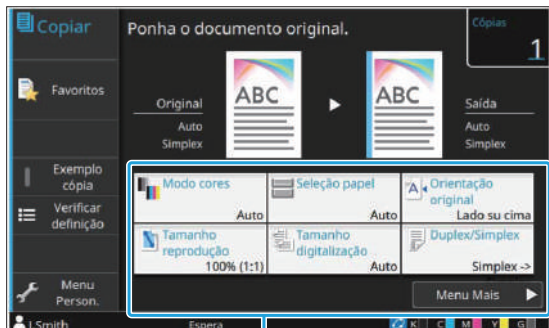 Copiar
Ponha o documento original.
Cópias
1
Favoritos
ABC
ABC
Original
Auto
Simplex
Saída
Auto
Simplex
Exemplo
cópia
Verificar
definição
Menu
Person.
Modo cores
Auto
Seleção papel
Auto
Orientação
original
Lado su cima
Tamanho
reprodução
100% (1:1)
Tamanho
digitalização
Auto
Duplex/Simplex
Simplex ->
Menu Mais
J.Smith
Espera
K C M Y G